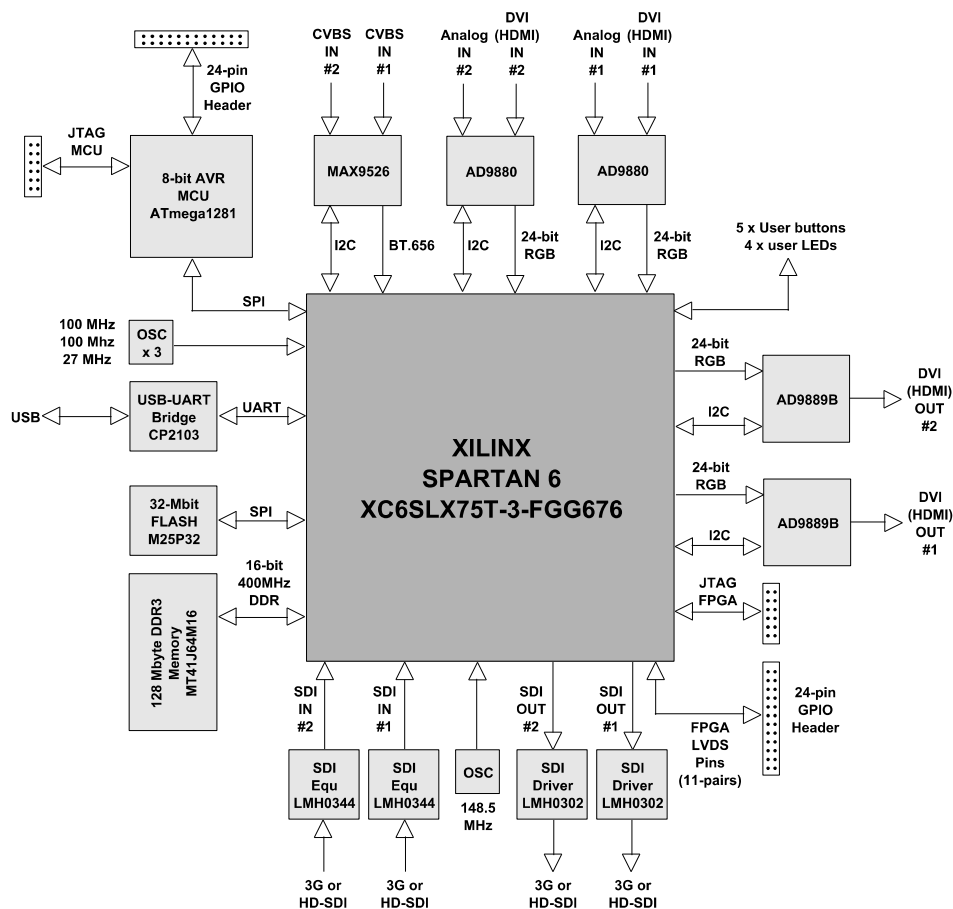 CVBS
IN
#2
CVBS
IN
#1
Analog
IN
#2
DVI
(HDMI)
IN
#2
Analog
IN
#1
DVI
(HDMI)
IN
#1
24-pin
GPIO
Header
JTAG
MCU
8-bit AVR
MCU
ATmega1281
MAX9526
AD9880
AD9880
I2C
BT.656
I2C
24-bit
RGB
I2C
24-bit
RGB
5 x User buttons
4 x user LEDs
SPI
100 MHz
100 Mhz
27 MHz
OSC
x 3
24-bit
RGB
AD9889B
I2C
DVI
(HDMI)
OUT
#2
USB
USB-UART
Bridge
CP2103
UART
XILINX
SPARTAN 6
XC6SLX75T-3-FGG676
24-bit
RGB
AD9889B
I2C
DVI
(HDMI)
OUT
#1
32-Mbit
FLASH
M25P32
SPI
16-bit
400MHz
DDR
128 Mbyte DDR3
Memory
MT41J64M16
JTAG
FPGA
SDI
IN
#2
SDI
IN
#1
SDI
OUT
#2
SDI
OUT
#1
FPGA
LVDS
Pins
(11-pairs)
24-pin
GPIO
Header
SDI
Equ
LMH0344
SDI
Equ
LMH0344
OSC
148.5
MHz
SDI
Driver
LMH0302
SDI
Driver
LMH0302
3G or
HD-SDI
3G or
HD-SDI
3G or
HD-SDI
3G or
HD-SDI